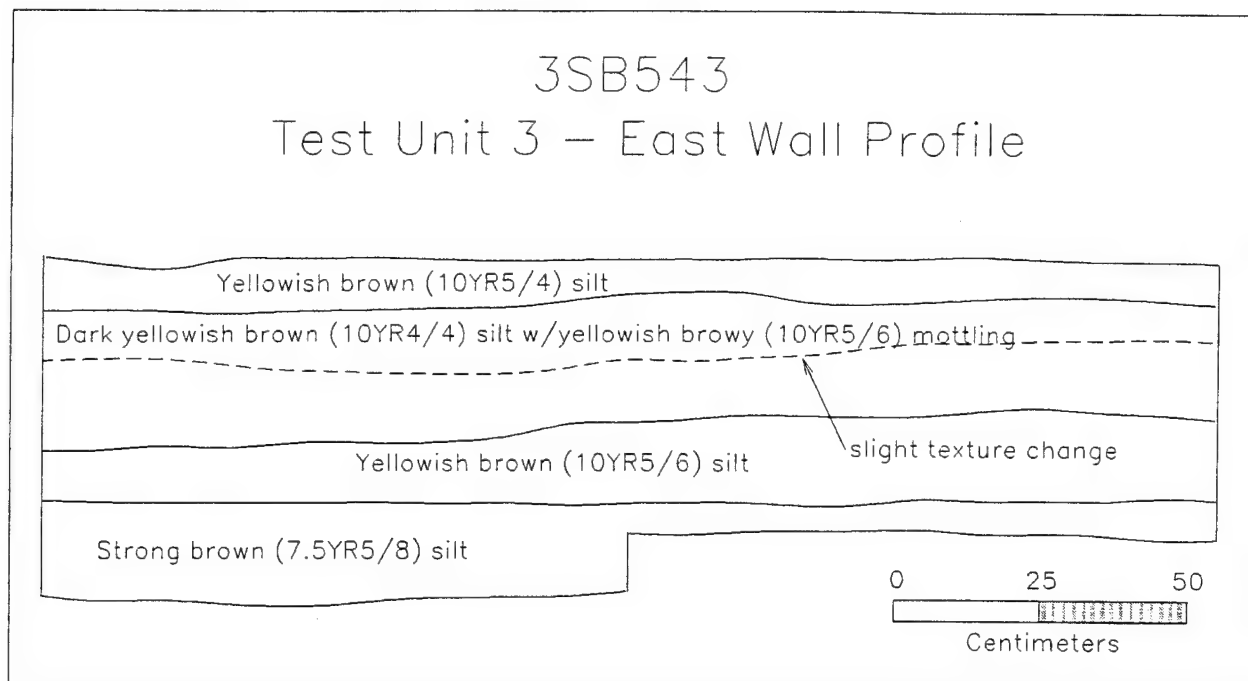 3SB543
Test Unit 3 – East Wall Profile
Yellowish brown (10YR5/4) silt
Dark yellowish brown (10YR4/4) silt w/yellowish browy (10YR5/6) mottling
slight texture change
Yellowish brown (10YR5/6) silt
Strong brown (7.5YR5/8) silt
0 25 50
Centimeters